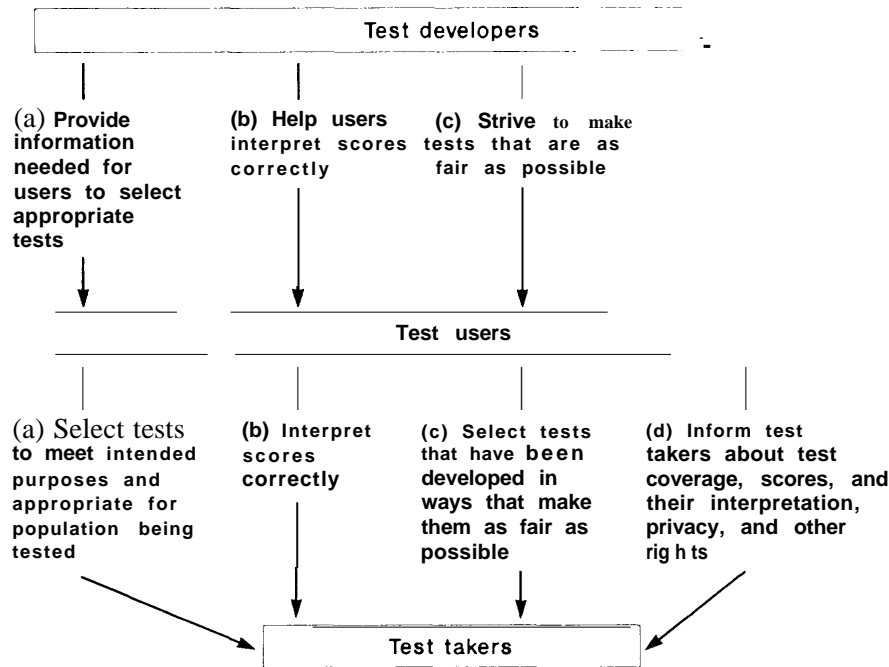 Test developers
(a) Provide
information
needed for
users to select
appropriate
tests
(b) Help users
interpret scores
correctly
(c) Strive to make
tests that are as
fair as possible
Test users
(a) Select tests
to meet intended
purposes and
appropriate for
population being
tested
(b) Interpret
scores
correctly
(c) Select tests
that have been
developed in
ways that make
them as fair as
possible
(d) Inform test
takers about test
coverage, scores, and
their interpretation,
privacy, and other
rights
Test takers